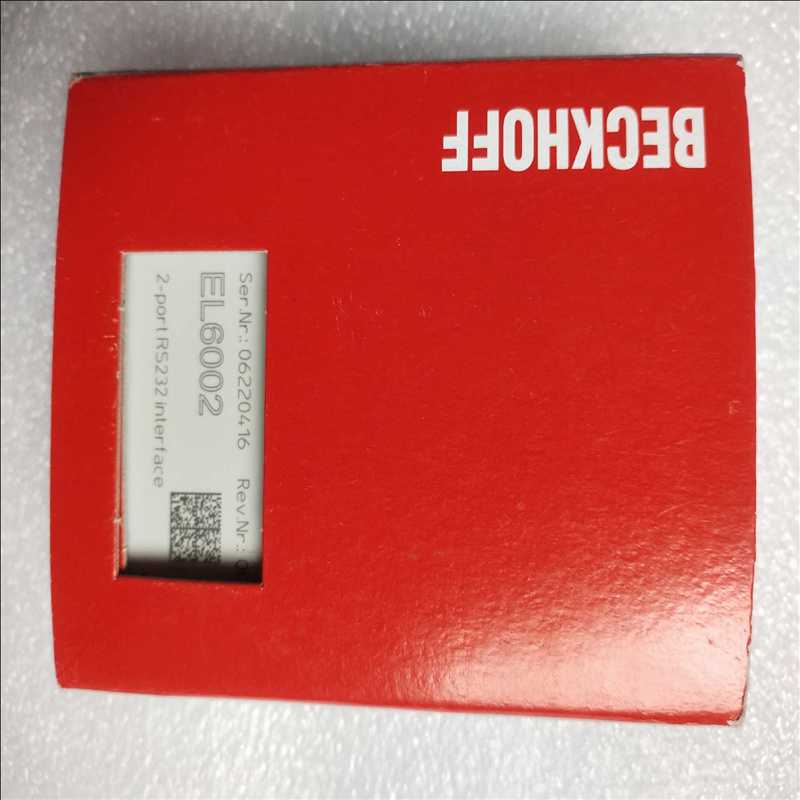 BECKHOFF
Ser.Nr.: 06220416 Rev.Nr.:
EL6002
2-port RS232 interface